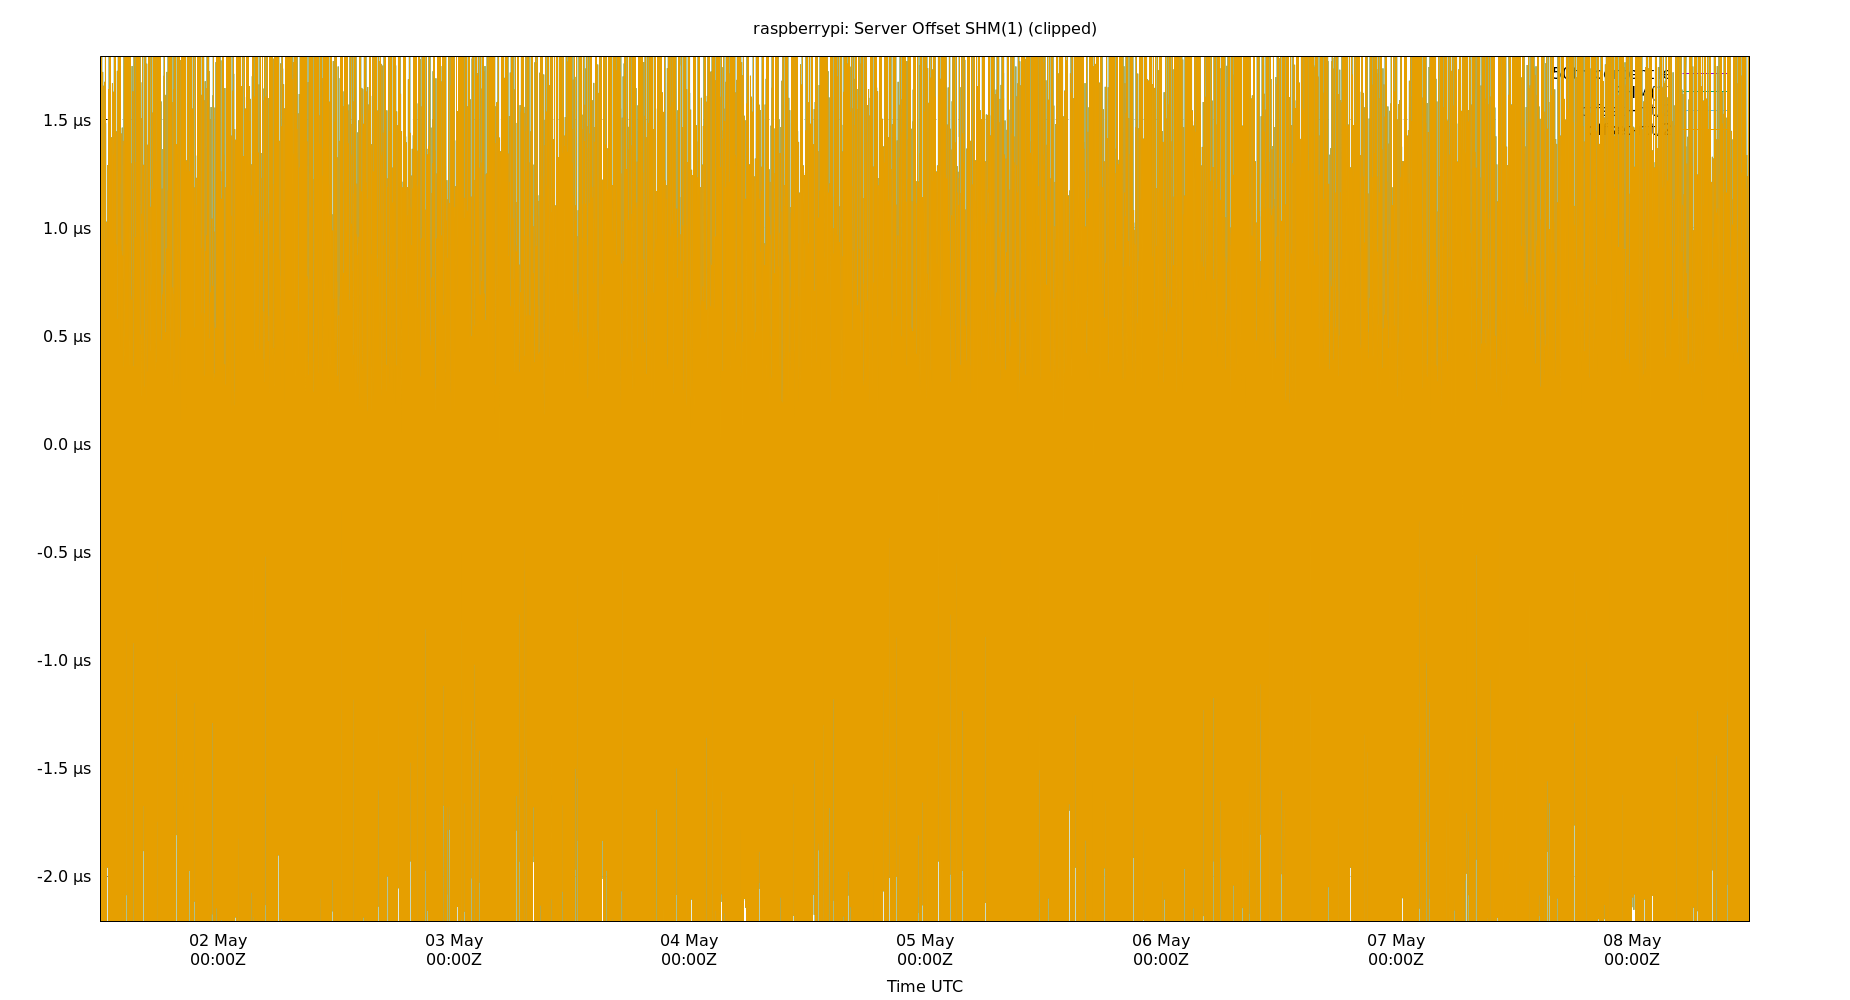 raspberrypi: Server Offset SHM(1) (clipped)
1.5 µs
1.0 µs
0.5 µs
0.0 µs
-0.5 µs
-1.0 µs
-1.5 µs
-2.0 µs
02 May 03 May 04 May 05 May 06 May 07 May 08 May
00:00Z 00:00Z 00:00Z 00:00Z 00:00Z 00:00Z 00:00Z
Time UTC